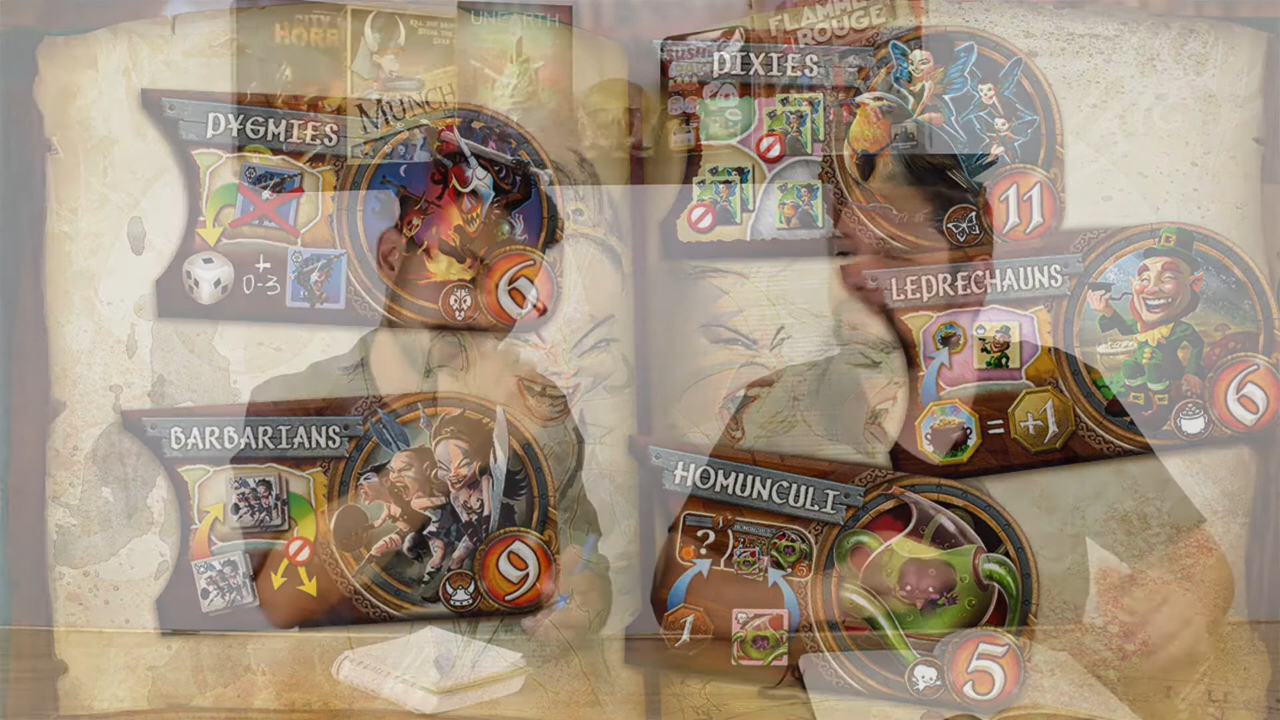 CITY OF
HORR
UNEARTH
FLAMME
ROUGE
MUNCH
PYGMIES
+
0-3
6
PIXIES
11
LEPRECHAUNS
= +1
6
BARBARIANS
9
HOMUNCULI
?
1
5